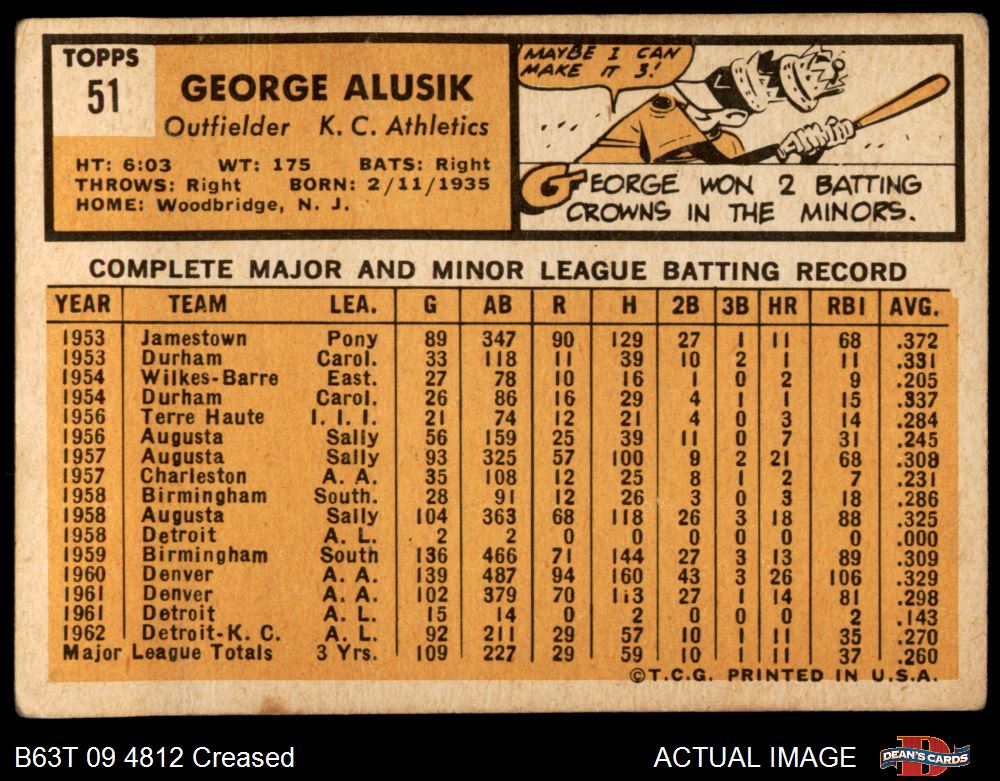 TOPPS
51
GEORGE ALUSIK
Outfielder K. C. Athletics
HT: 6:03 WT: 175 BATS: Right
THROWS: Right BORN: 2/11/1935
HOME: Woodbridge, N. J.
MAYBE I CAN
MAKE IT 3!
GEORGE WON 2 BATTING
CROWNS IN THE MINORS.
COMPLETE MAJOR AND MINOR LEAGUE BATTING RECORD
YEAR TEAM LEA. G AB R H 2B 3B HR RBI AVG.
1953 Jamestown Pony 89 347 90 129 27 1 11 68 .372
1953 Durham Carol. 33 118 11 39 10 2 1 11 .331
1954 Wilkes-Barre East. 27 78 10 16 1 0 2 9 .205
1954 Durham Carol. 26 86 16 29 4 1 1 15 .337
1956 Terre Haute I. I. I. 21 74 12 21 4 0 3 14 .284
1956 Augusta Sally 56 159 25 39 11 0 7 31 .245
1957 Augusta Sally 93 325 57 100 9 2 21 68 .308
1957 Charleston A. A. 35 108 12 25 8 1 2 7 .231
1958 Birmingham South. 28 91 12 26 3 0 3 18 .286
1958 Augusta Sally 104 363 68 118 26 3 18 88 .325
1958 Detroit A. L. 2 2 0 0 0 0 0 0 .000
1959 Birmingham South 136 466 71 144 27 3 13 89 .309
1960 Denver A. A. 139 487 94 160 43 3 26 106 .329
1961 Denver A. A. 102 379 70 113 27 1 14 81 .298
1961 Detroit A. L. 15 14 0 2 0 0 0 2 .143
1962 Detroit-K. C. A. L. 92 211 29 57 10 1 11 35 .270
Major League Totals 3 Yrs. 109 227 29 59 10 1 11 37 .260
©T.C.G. PRINTED IN U.S.A.
B63T 09 4812 Creased
ACTUAL IMAGE
DEAN'S CARDS